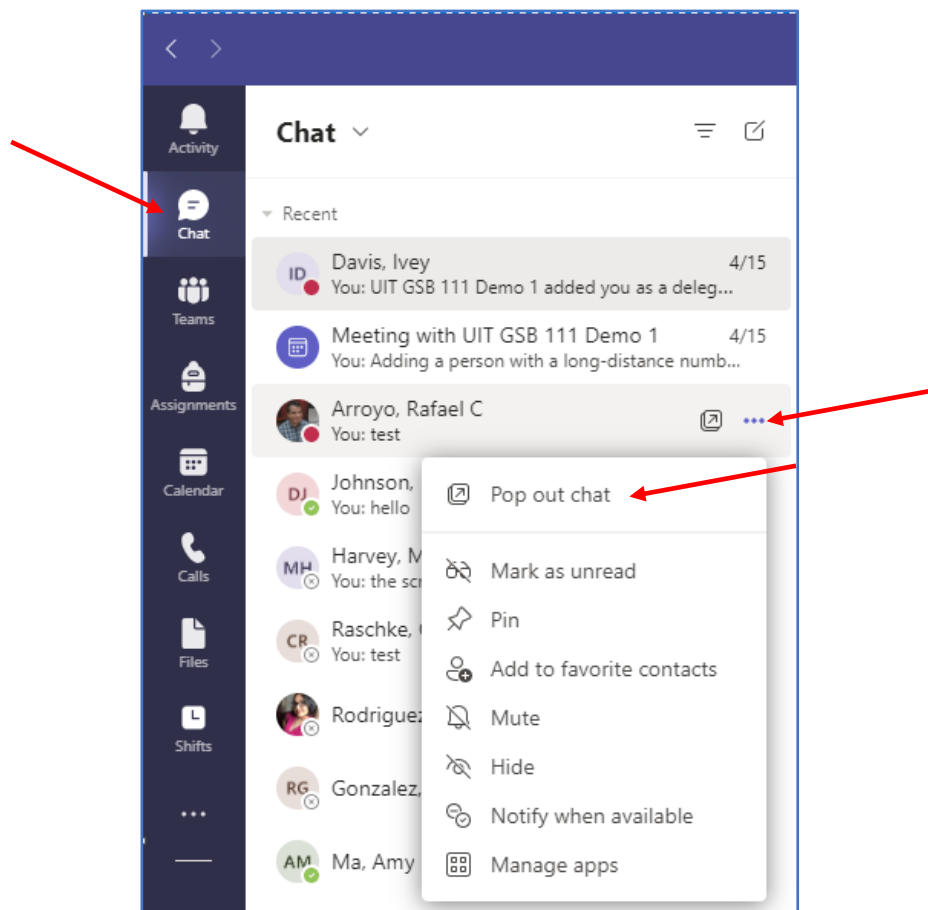 Activity
Chat
Teams
Assignments
Calendar
Calls
Files
Shifts
Chat
Recent
ID Davis, Ivey 4/15
You: UIT GSB 111 Demo 1 added you as a deleg...
Meeting with UIT GSB 111 Demo 1 4/15
You: Adding a person with a long-distance numb...
Arroyo, Rafael C
You: test
DJ Johnson,
You: hello
MH Harvey, M
You: the scr
CR Raschke,
You: test
Rodriguez
RG Gonzalez,
AM Ma, Amy
Pop out chat
Mark as unread
Pin
Add to favorite contacts
Mute
Hide
Notify when available
Manage apps